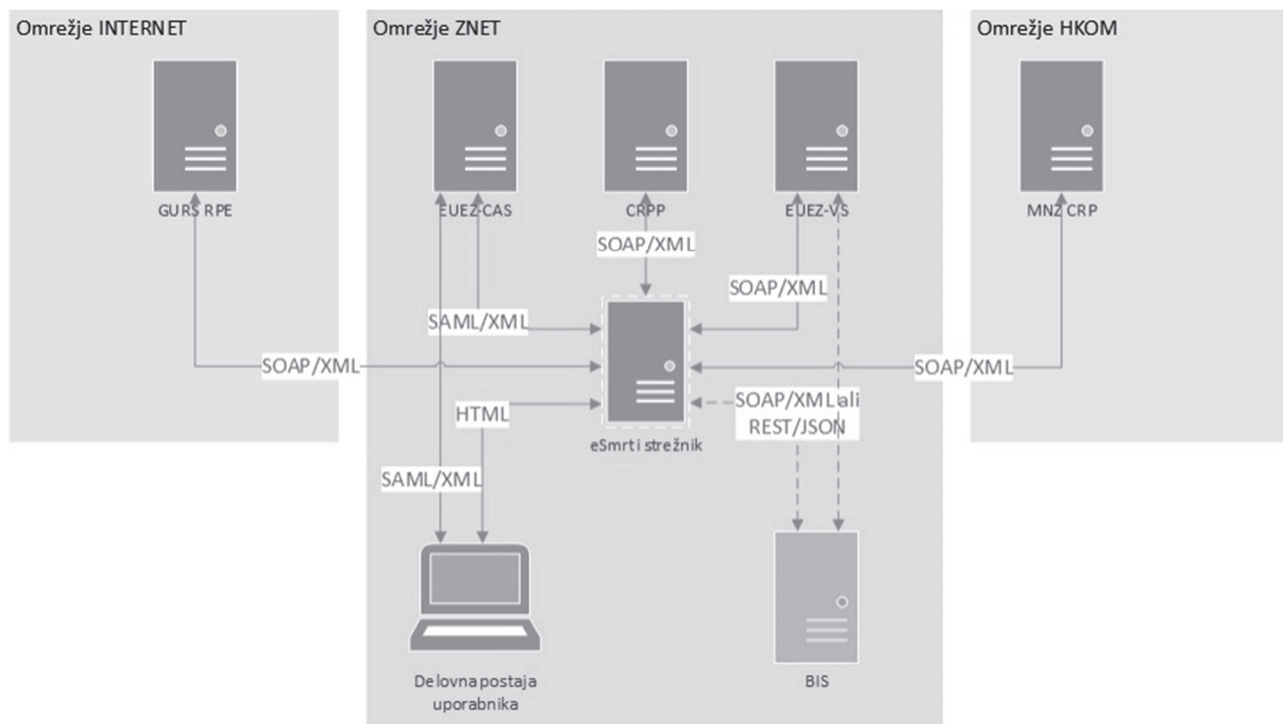 Omrežje INTERNET
Omrežje ZNET
Omrežje HKOM
GURS RPE
EUEZ-CAS
CRPP
EUEZ-VS
MNZ CRP
SOAP/XML
SOAP/XML
SAML/XML
SOAP/XML
SOAP/XML
HTML
SOAP/XML ali
REST/JSON
eSmrti strežnik
SAML/XML
Delovna postaja
uporabnika
BIS